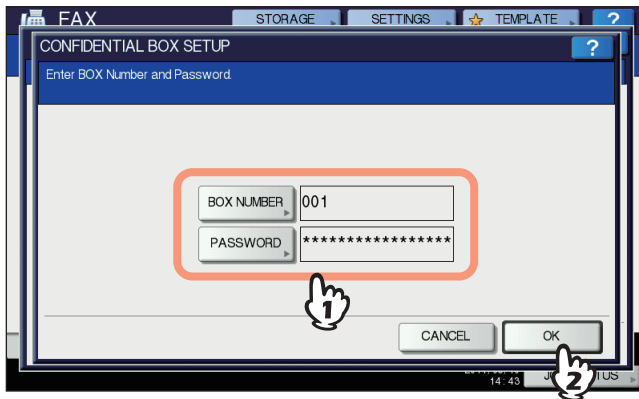 FAX STORAGE SETTINGS TEMPLATE ?
CONFIDENTIAL BOX SETUP ?
Enter BOX Number and Password.
BOX NUMBER 001
PASSWORD *****************
1
CANCEL OK
2
14:43